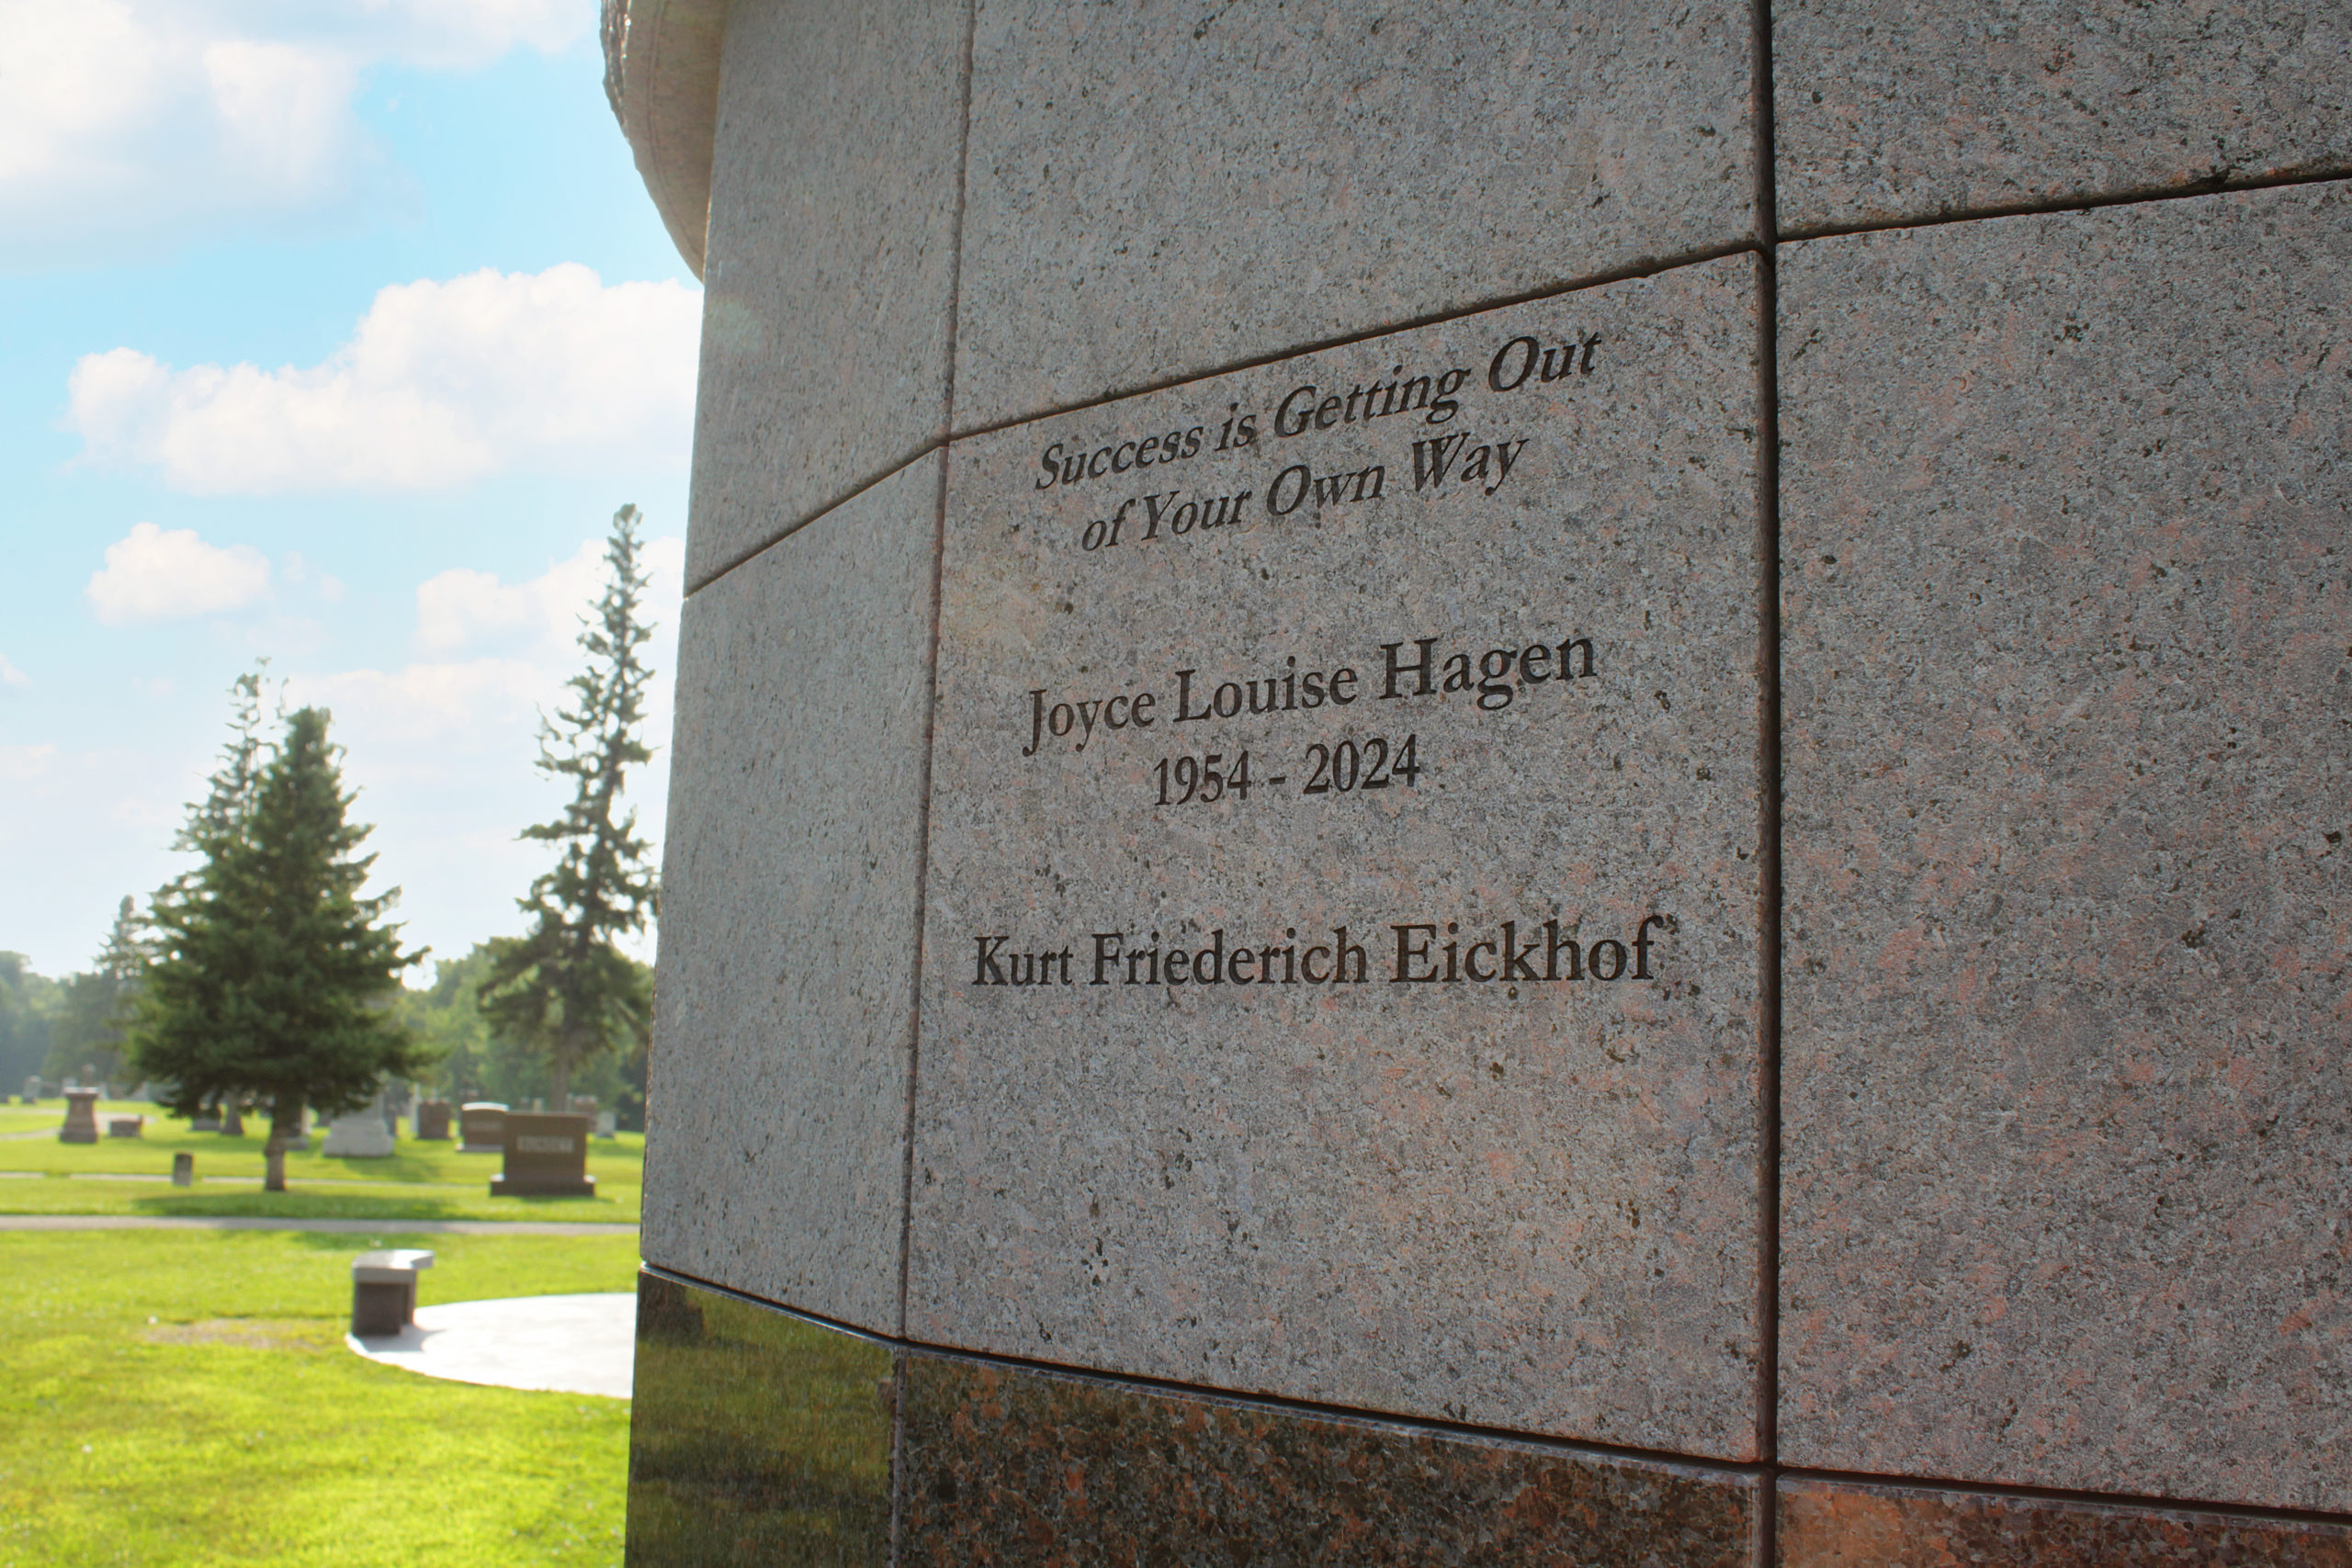 Success is Getting Out
of Your Own Way
Joyce Louise Hagen
1954 - 2024
Kurt Friederich Eickhof